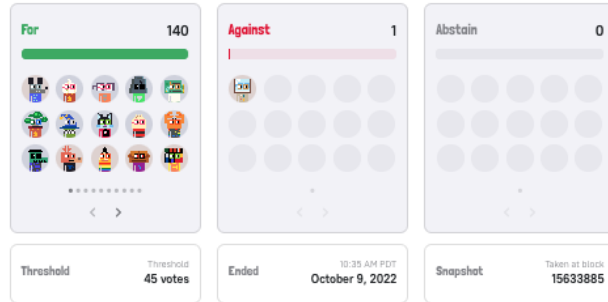 For 140
Against 1
Abstain 0
Threshold
Threshold
45 votes
Ended
10:35 AM PDT
October 9, 2022
Snapshot
Taken at block
15633885